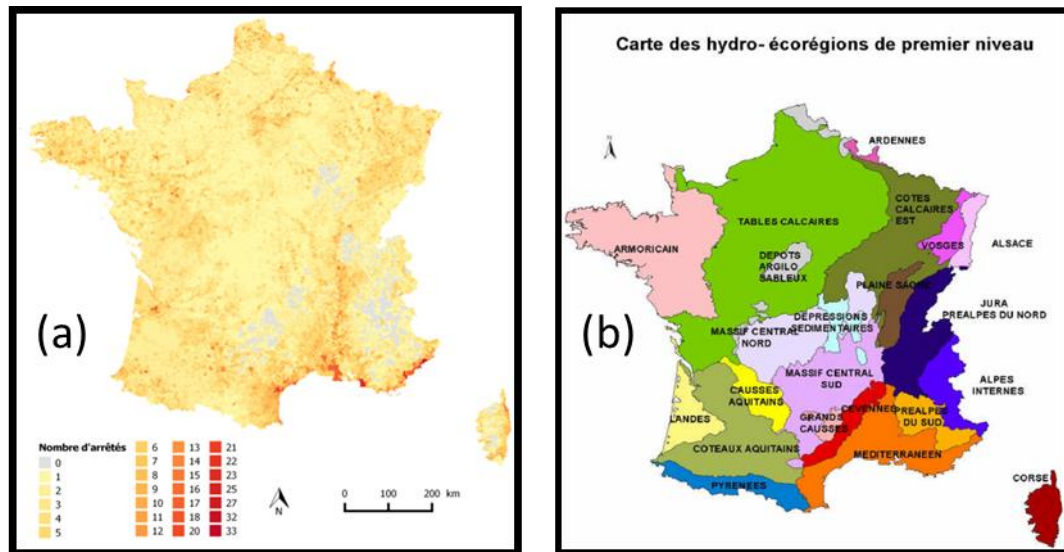 (a)
Nombre d'arrêtés
0
1
2
3
4
5
6
7
8
9
10
11
12
13
14
15
16
17
18
20
21
22
23
25
27
32
33
N
0 100 200 km
(b)
Carte des hydro- écorégions de premier niveau
N
ARDENNES
COTES
CALCAIRES
EST
TABLES CALCAIRES
ALSACE
VOSGES
ARMORICAIN
DEPOTS
ARGILO
SABLEUX
PLAINE SAONE
JURA
PREALPES DU NORD
DEPRESSIONS
SEDIMENTAIRES
MASSIF CENTRAL
NORD
MASSIF CENTRAL
SUD
ALPES
INTERNES
CAUSSES
AQUITAINS
LANDES
GRANDS
CAUSSES
CEVENNES
PREALPES
DU SUD
COTEAUX AQUITAINS
MEDITERRANEEN
PYRENEES
CORSE